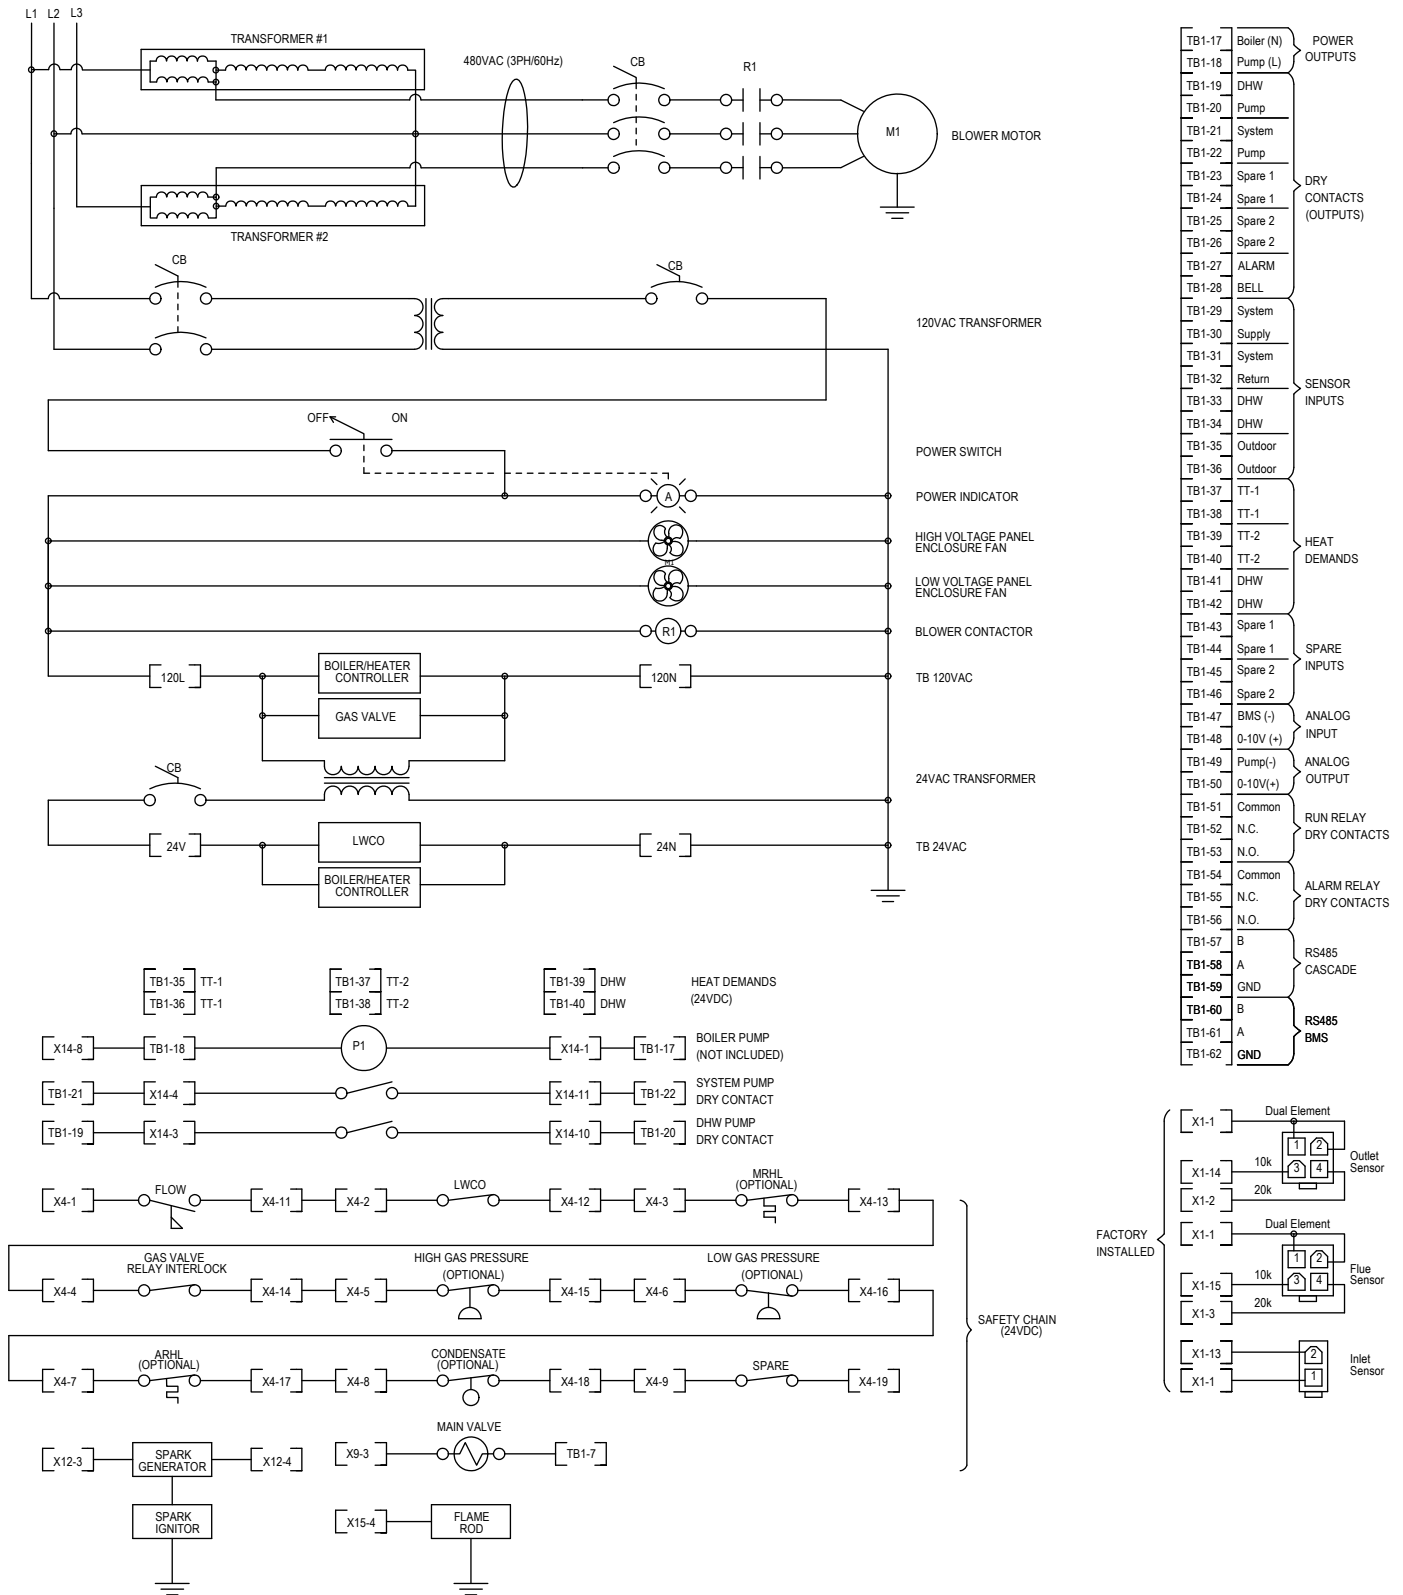 L1 L2 L3
TRANSFORMER #1
480VAC (3PH/60Hz) CB R1
M1 BLOWER MOTOR
TRANSFORMER #2
CB CB
120VAC TRANSFORMER
OFF ON
POWER SWITCH
A POWER INDICATOR
HIGH VOLTAGE PANEL
ENCLOSURE FAN
M1
LOW VOLTAGE PANEL
ENCLOSURE FAN
R1 BLOWER CONTACTOR
120L BOILER/HEATER 120N TB 120VAC
CONTROLLER
GAS VALVE
CB 24VAC TRANSFORMER
24V LWCO 24N TB 24VAC
BOILER/HEATER
CONTROLLER
TB1-35 TT-1 TB1-37 TT-2 TB1-39 DHW HEAT DEMANDS
TB1-36 TT-1 TB1-38 TT-2 TB1-40 DHW (24VDC)
X14-8 TB1-18 P1 X14-1 TB1-17 BOILER PUMP
(NOT INCLUDED)
TB1-21 X14-4 X14-11 TB1-22 SYSTEM PUMP
DRY CONTACT
TB1-19 X14-3 X14-10 TB1-20 DHW PUMP
DRY CONTACT
FLOW LWCO MRHL
(OPTIONAL)
X4-1 X4-11 X4-2 X4-12 X4-3 X4-13
GAS VALVE HIGH GAS PRESSURE LOW GAS PRESSURE
RELAY INTERLOCK (OPTIONAL) (OPTIONAL)
X4-4 X4-14 X4-5 X4-15 X4-6 X4-16
SAFETY CHAIN
(24VDC)
ARHL CONDENSATE SPARE
(OPTIONAL) (OPTIONAL)
X4-7 X4-17 X4-8 X4-18 X4-9 X4-19
MAIN VALVE
X12-3 SPARK X12-4 X9-3 TB1-7
GENERATOR
SPARK X15-4 FLAME
IGNITOR ROD
TB1-17 Boiler (N) POWER
TB1-18 Pump (L) OUTPUTS
TB1-19 DHW
TB1-20 Pump
TB1-21 System
TB1-22 Pump
TB1-23 Spare 1 DRY
TB1-24 Spare 1 CONTACTS
TB1-25 Spare 2 (OUTPUTS)
TB1-26 Spare 2
TB1-27 ALARM
TB1-28 BELL
TB1-29 System
TB1-30 Supply
TB1-31 System
TB1-32 Return SENSOR
TB1-33 DHW INPUTS
TB1-34 DHW
TB1-35 Outdoor
TB1-36 Outdoor
TB1-37 TT-1
TB1-38 TT-1
TB1-39 TT-2 HEAT
TB1-40 TT-2 DEMANDS
TB1-41 DHW
TB1-42 DHW
TB1-43 Spare 1
TB1-44 Spare 1 SPARE
TB1-45 Spare 2 INPUTS
TB1-46 Spare 2
TB1-47 BMS (-) ANALOG
TB1-48 0-10V (+) INPUT
TB1-49 Pump(-) ANALOG
TB1-50 0-10V(+) OUTPUT
TB1-51 Common
TB1-52 N.C. RUN RELAY
TB1-53 N.O. DRY CONTACTS
TB1-54 Common
TB1-55 N.C. ALARM RELAY
TB1-56 N.O. DRY CONTACTS
TB1-57 B
TB1-58 A RS485
TB1-59 GND CASCADE
TB1-60 B
TB1-61 A RS485
TB1-62 GND BMS
X1-1 Dual Element
1 2
X1-14 10k 3 4 Outlet
Sensor
X1-2 20k
X1-1 Dual Element
FACTORY
INSTALLED
1 2
X1-15 10k 3 4 Flue
Sensor
X1-3 20k
X1-13 2 Inlet
X1-1 1 Sensor